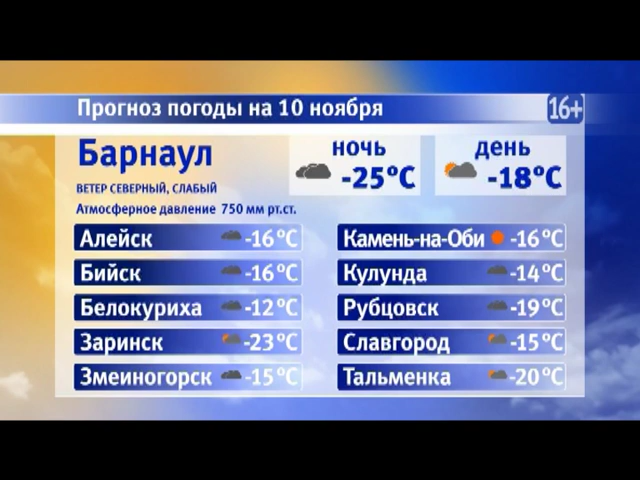 Прогноз погоды на 10 ноября 16+
Барнаул
ночь
-25°C
день
-18°C
ВЕТЕР СЕВЕРНЫЙ, СЛАБЫЙ
Атмосферное давление 750 мм рт.ст.
Алейск -16°C
Бийск -16°C
Белокуриха -12°C
Заринск -23°C
Змеиногорск -15°C
Камень-на-Оби -16°C
Кулунда -14°C
Рубцовск -19°C
Славгород -15°C
Тальменка -20°C